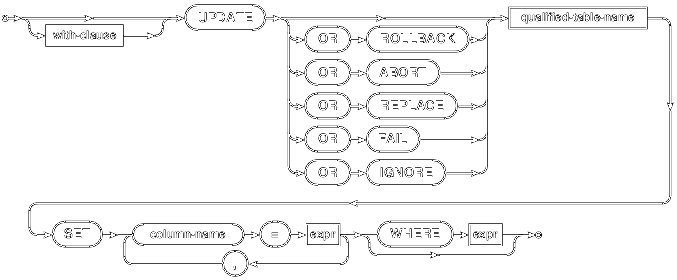 with-clause UPDATE qualified-table-name
OR ROLLBACK
OR ABORT
OR REPLACE
OR FAIL
OR IGNORE
SET column-name = expr WHERE expr
,